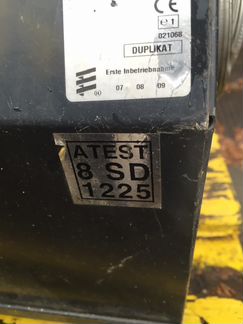 CE
e1
021068
DUPLIKAT
Erste Inbetriebnahme
07 08 09
ATEST
8 SD
1225